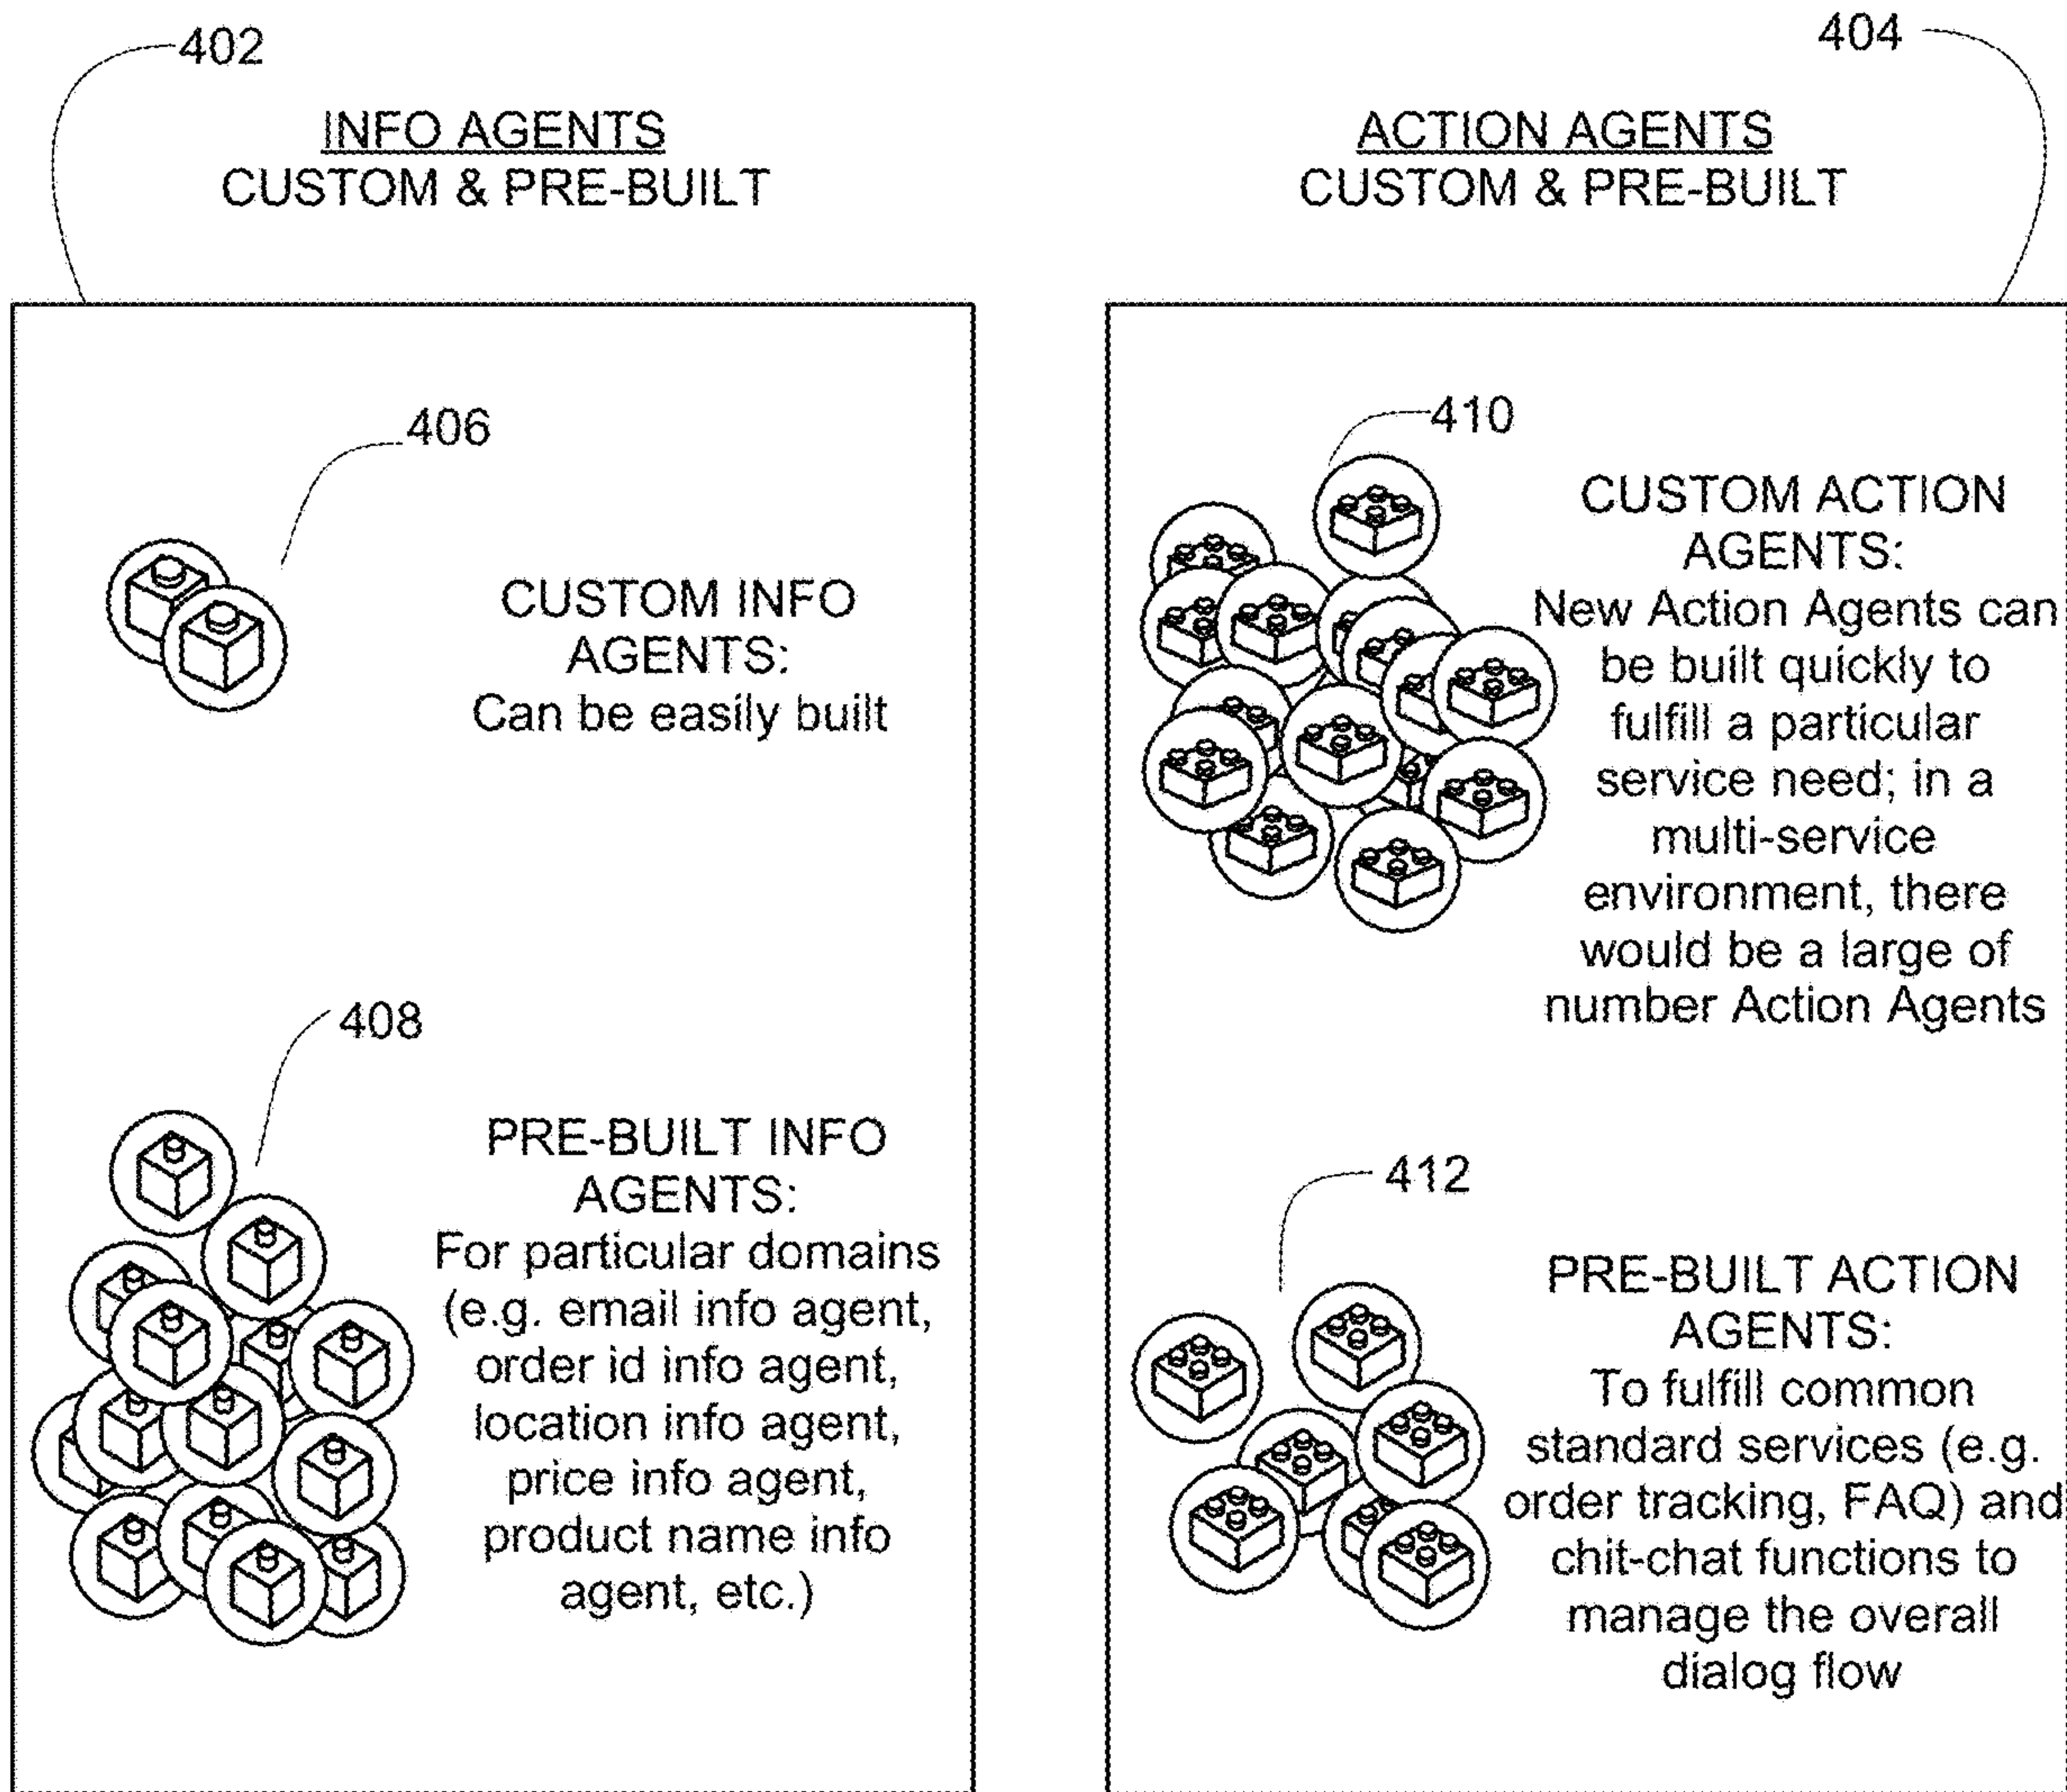 402
INFO AGENTS
CUSTOM & PRE-BUILT
406
CUSTOM INFO
AGENTS:
Can be easily built
408
PRE-BUILT INFO
AGENTS:
For particular domains
(e.g. email info agent,
order id info agent,
location info agent,
price info agent,
product name info
agent, etc.)
404
ACTION AGENTS
CUSTOM & PRE-BUILT
410
CUSTOM ACTION
AGENTS:
New Action Agents can
be built quickly to
fulfill a particular
service need; in a
multi-service
environment, there
would be a large of
number Action Agents
412
PRE-BUILT ACTION
AGENTS:
To fulfill common
standard services (e.g.
order tracking, FAQ) and
chit-chat functions to
manage the overall
dialog flow